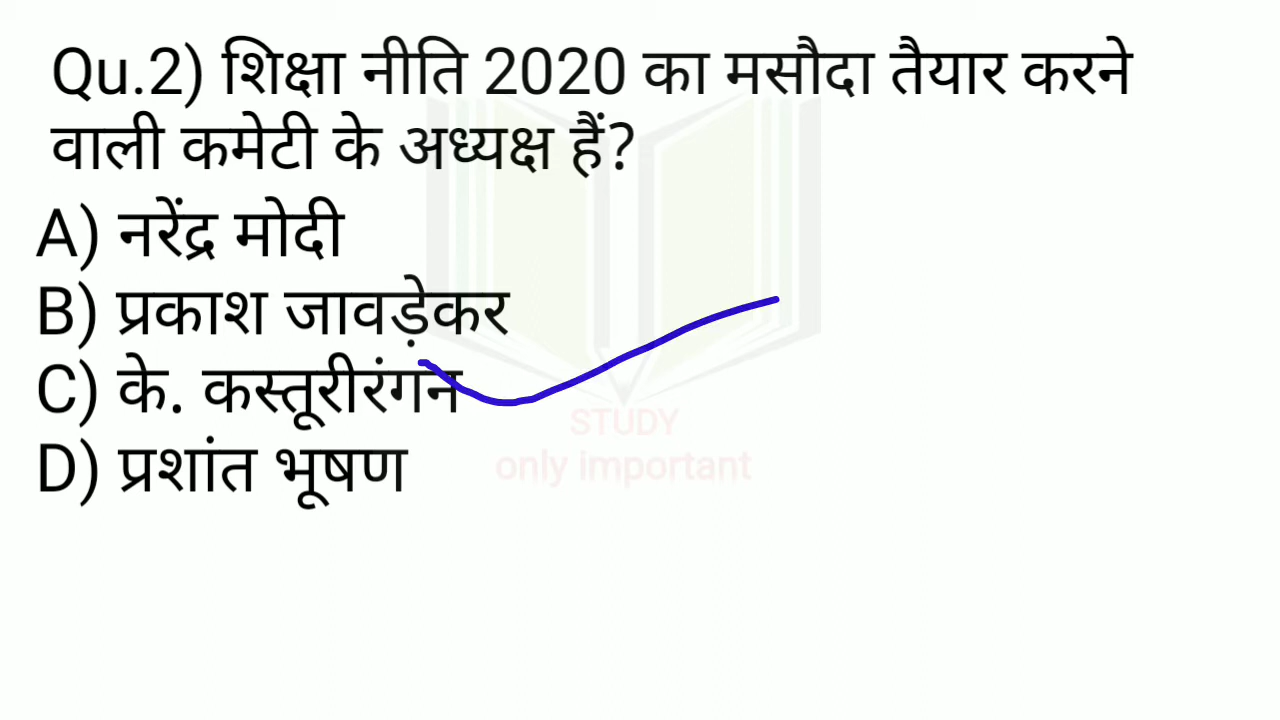 Qu.2) शिक्षा नीति 2020 का मसौदा तैयार करने
वाली कमेटी के अध्यक्ष हैं?
A) नरेंद्र मोदी
B) प्रकाश जावड़ेकर
C) के. कस्तूरीरंगन
D) प्रशांत भूषण
STUDY
only important